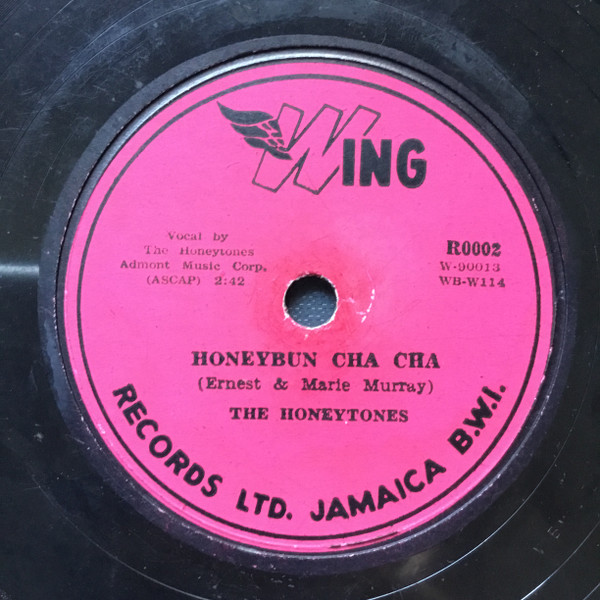 WING
Vocal by
The Honeytones
Admont Music Corp.
(ASCAP) 2:42
R0002
W-90013
WB-W114
HONEYBUN CHA CHA
(Ernest & Marie Murray)
THE HONEYTONES
RECORDS LTD. JAMAICA B.W.I.